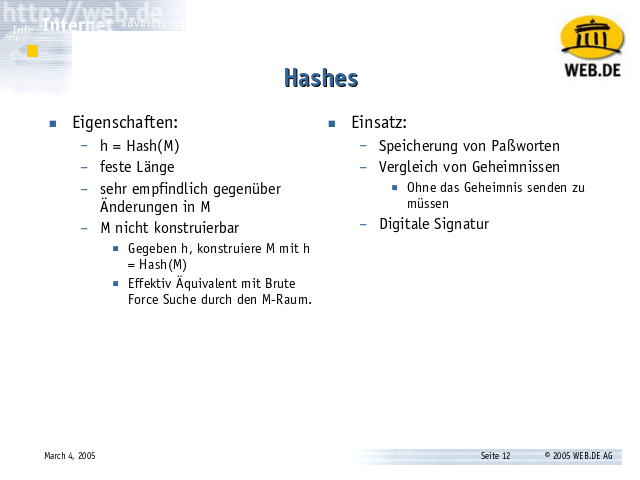 http://web.de
Internet advertising
Info
http://
WEB.DE
Hashes
Eigenschaften:
– h = Hash(M)
– feste Länge
– sehr empfindlich gegenüber
Änderungen in M
– M nicht konstruierbar
Gegeben h, konstruiere M mit h
= Hash(M)
Effektiv Äquivalent mit Brute
Force Suche durch den M-Raum.
Einsatz:
– Speicherung von Paßworten
– Vergleich von Geheimnissen
Ohne das Geheimnis senden zu
müssen
– Digitale Signatur
March 4, 2005
Seite 12
© 2005 WEB.DE AG